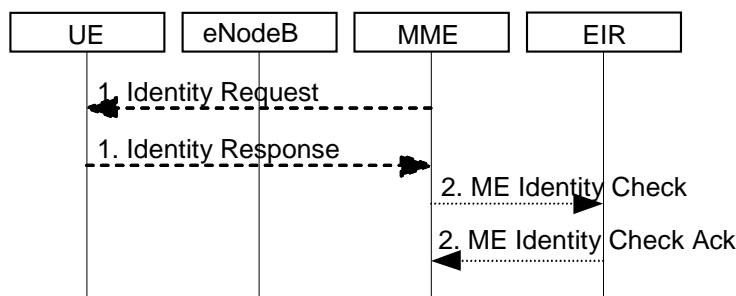 UE eNodeB MME EIR
1. Identity Request
1. Identity Response
2. ME Identity Check
2. ME Identity Check Ack